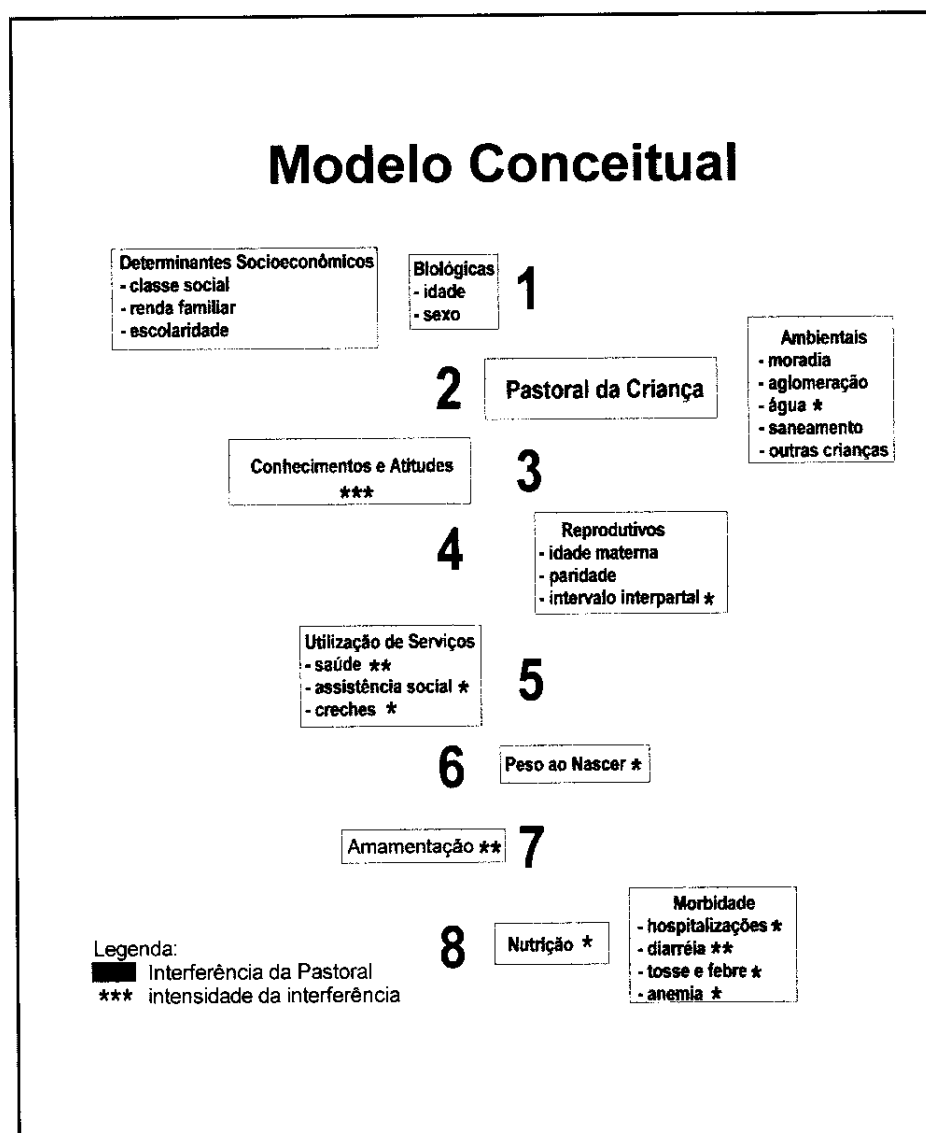 Modelo Conceitual
Determinantes Socioeconômicos
- classe social
- renda familiar
- escolaridade
Biológicas
- idade
- sexo
1
Ambientais
- moradia
- aglomeração
- água *
- saneamento
- outras crianças
2
Pastoral da Criança
Conhecimentos e Atitudes
***
3
4
Reprodutivos
- idade materna
- paridade
- intervalo interpartal *
Utilização de Serviços
- saúde **
- assistência social *
- creches *
5
6
Peso ao Nascer *
Amamentação **
7
8
Nutrição *
Morbidade
- hospitalizações *
- diarréia **
- tosse e febre *
- anemia *
Legenda:
Interferência da Pastoral
*** intensidade da interferência